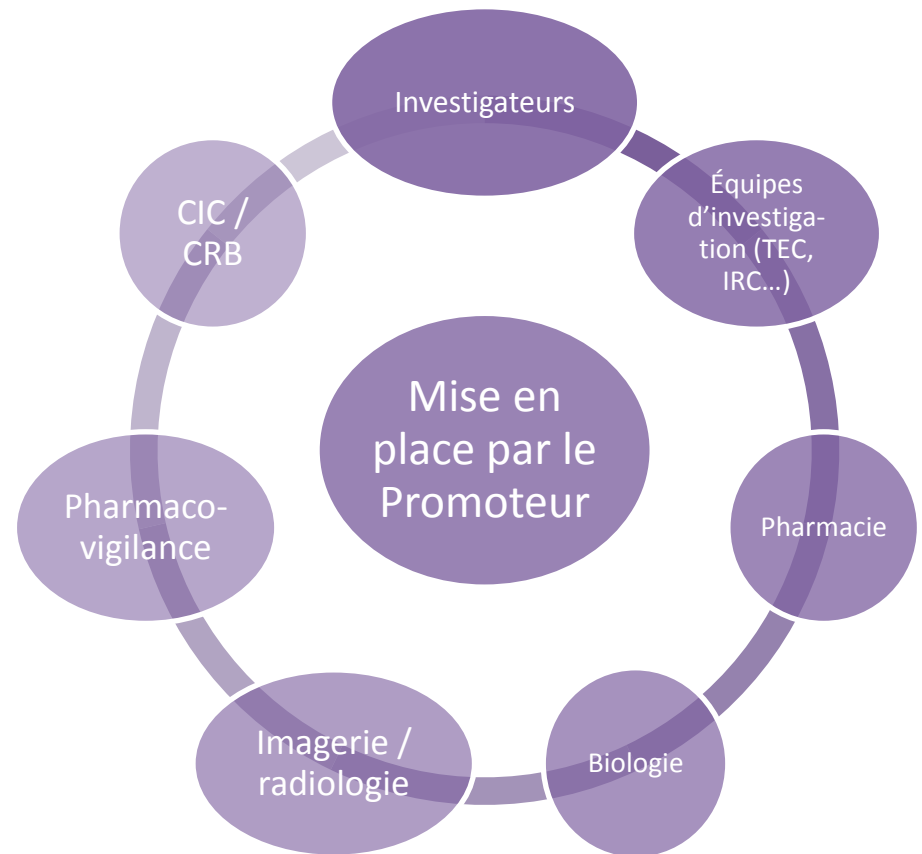 Investigateurs
Équipes
d’investiga-
tion (TEC,
IRC…)
CIC /
CRB
Mise en
place par le
Promoteur
Pharmaco-
vigilance
Pharmacie
Imagerie /
radiologie
Biologie